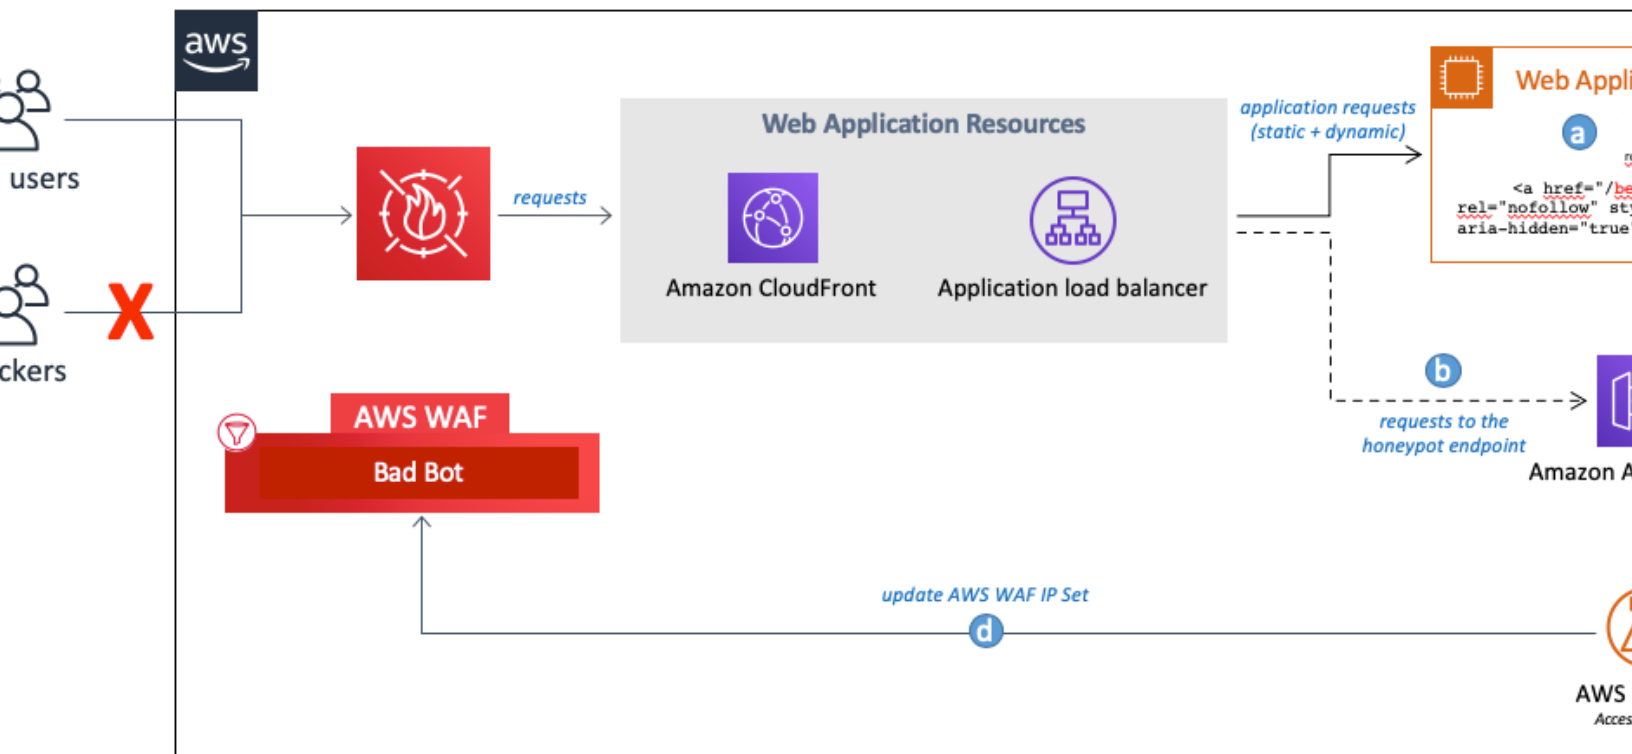 aws
users
ckers
X
requests
Web Application Resources
Amazon CloudFront
Application load balancer
application requests
(static + dynamic)
Web Appli
a
<a href="/be
rel="nofollow" sty
aria-hidden="true"
b
requests to the
honeypot endpoint
Amazon A
AWS WAF
Bad Bot
update AWS WAF IP Set
d
AWS
Acces